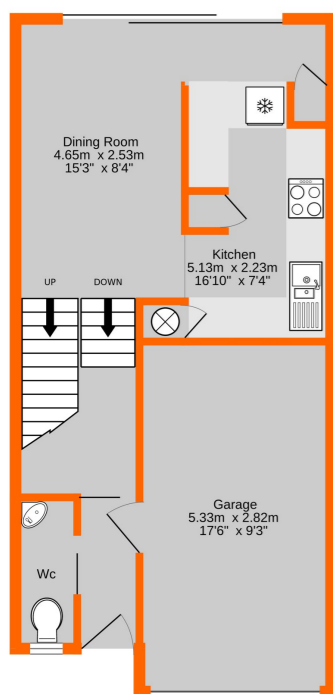 Dining Room
4.65m x 2.53m
15'3" x 8'4"
Kitchen
5.13m x 2.23m
16'10" x 7'4"
UP
DOWN
Garage
5.33m x 2.82m
17'6" x 9'3"
Wc